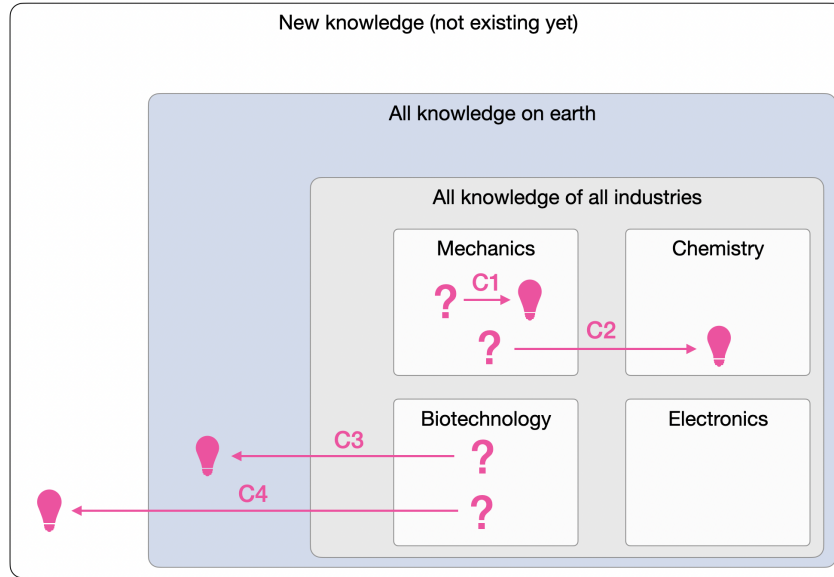 New knowledge (not existing yet)
All knowledge on earth
All knowledge of all industries
Mechanics
Chemistry
? C1
? C2
Biotechnology
Electronics
C3 ?
C4 ?